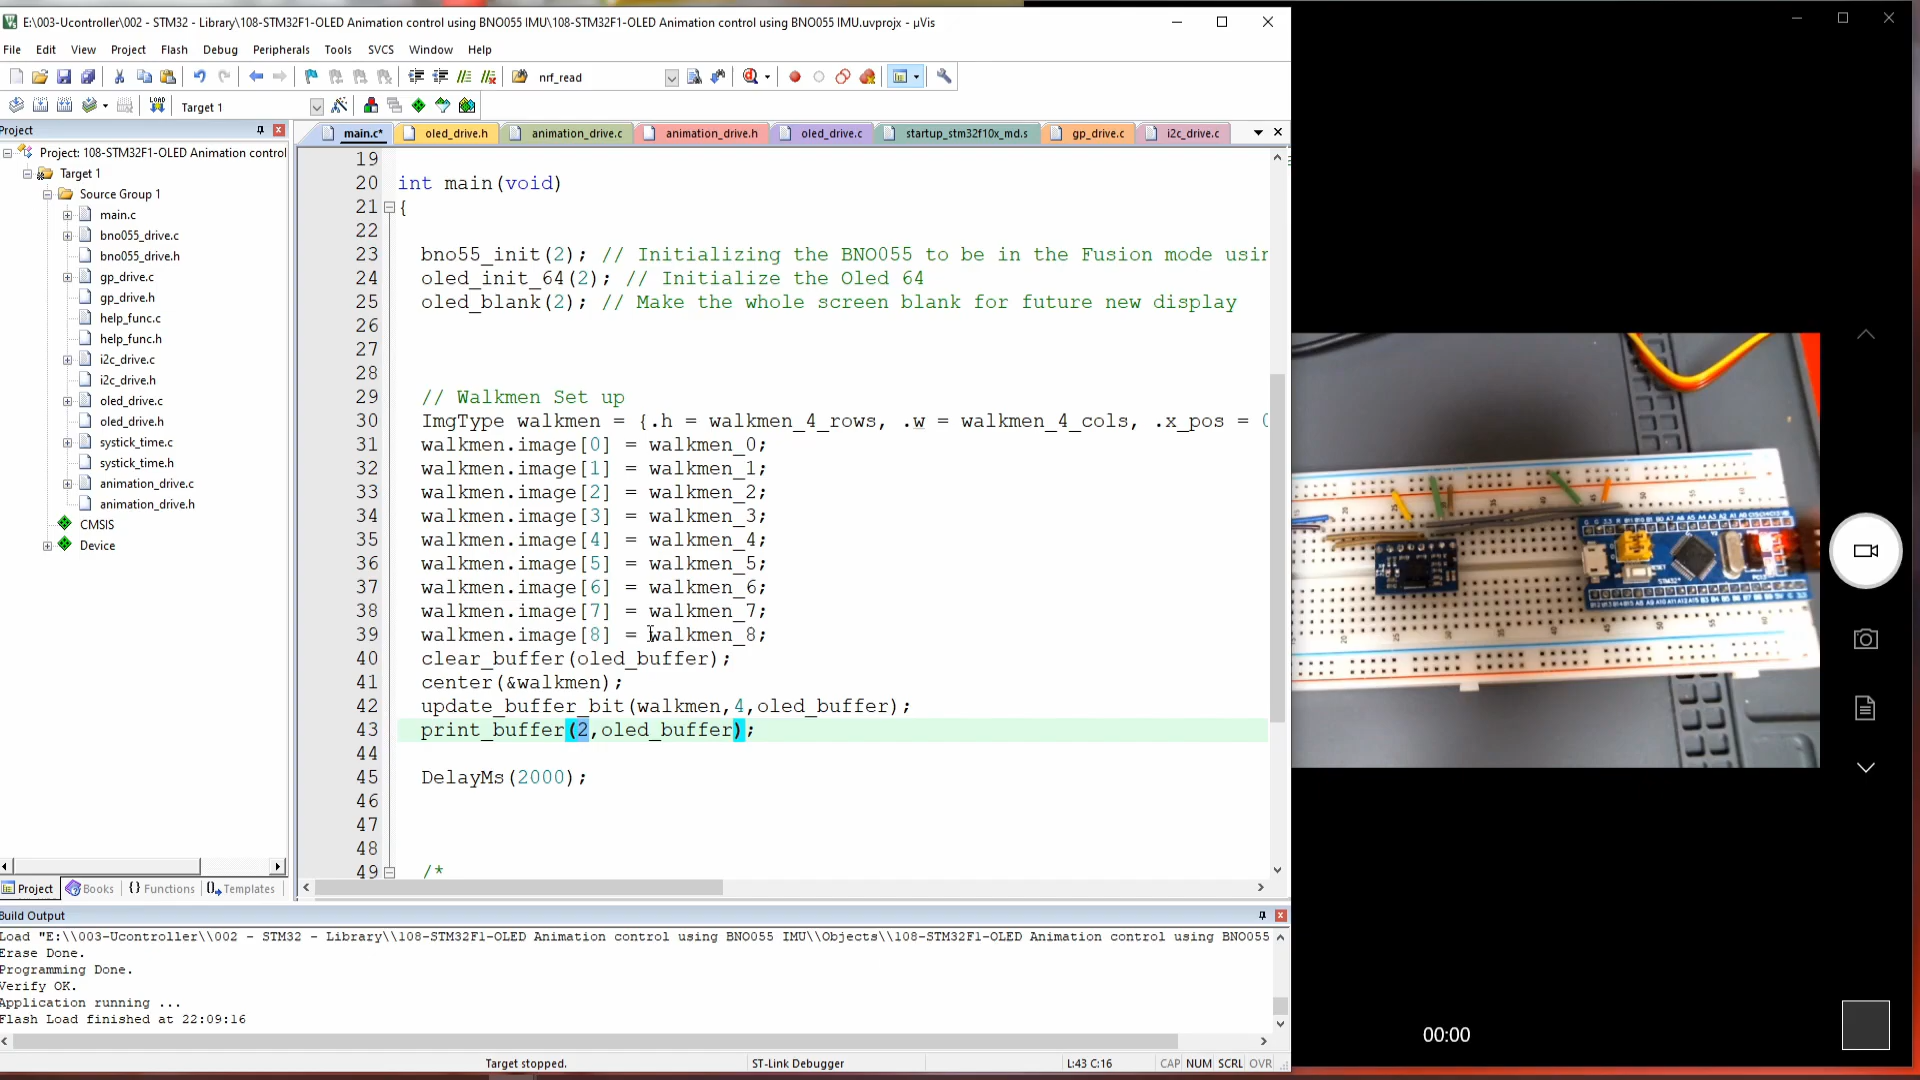 E:\003-Ucontroller\002 - STM32 - Library\108-STM32F1-OLED Animation control using BNO055 IMU\108-STM32F1-OLED Animation control using BNO055 IMU.uvprojx - µVis
File Edit View Project Flash Debug Peripherals Tools SVCS Window Help
nrf_read
LOAD Target 1
Project
main.c* oled_drive.h animation_drive.c animation_drive.h oled_drive.c startup_stm32f10x_md.s gp_drive.c i2c_drive.c
Project: 108-STM32F1-OLED Animation control
Target 1
Source Group 1
main.c
bno055_drive.c
bno055_drive.h
gp_drive.c
gp_drive.h
help_func.c
help_func.h
i2c_drive.c
i2c_drive.h
oled_drive.c
oled_drive.h
systick_time.c
systick_time.h
animation_drive.c
animation_drive.h
CMSIS
Device
19
20 int main(void)
21 {
22
23 bno55_init(2); // Initializing the BNO055 to be in the Fusion mode usin
24 oled_init_64(2); // Initialize the Oled 64
25 oled_blank(2); // Make the whole screen blank for future new display
26
27
28
29 // Walkmen Set up
30 ImgType walkmen = {.h = walkmen_4_rows, .w = walkmen_4_cols, .x_pos = 0
31 walkmen.image[0] = walkmen_0;
32 walkmen.image[1] = walkmen_1;
33 walkmen.image[2] = walkmen_2;
34 walkmen.image[3] = walkmen_3;
35 walkmen.image[4] = walkmen_4;
36 walkmen.image[5] = walkmen_5;
37 walkmen.image[6] = walkmen_6;
38 walkmen.image[7] = walkmen_7;
39 walkmen.image[8] = walkmen_8;
40 clear_buffer(oled_buffer);
41 center(&walkmen);
42 update_buffer_bit(walkmen,4,oled_buffer);
43 print_buffer(2,oled_buffer);
44
45 DelayMs(2000);
46
47
48
49 /*
Project Books {} Functions Templates
Build Output
Load "E:\\003-Ucontroller\\002 - STM32 - Library\\108-STM32F1-OLED Animation control using BNO055 IMU\\Objects\\108-STM32F1-OLED Animation control using BNO055
Erase Done.
Programming Done.
Verify OK.
Application running ...
Flash Load finished at 22:09:16
Target stopped. ST-Link Debugger L:43 C:16 CAP NUM SCRL OVR
00:00